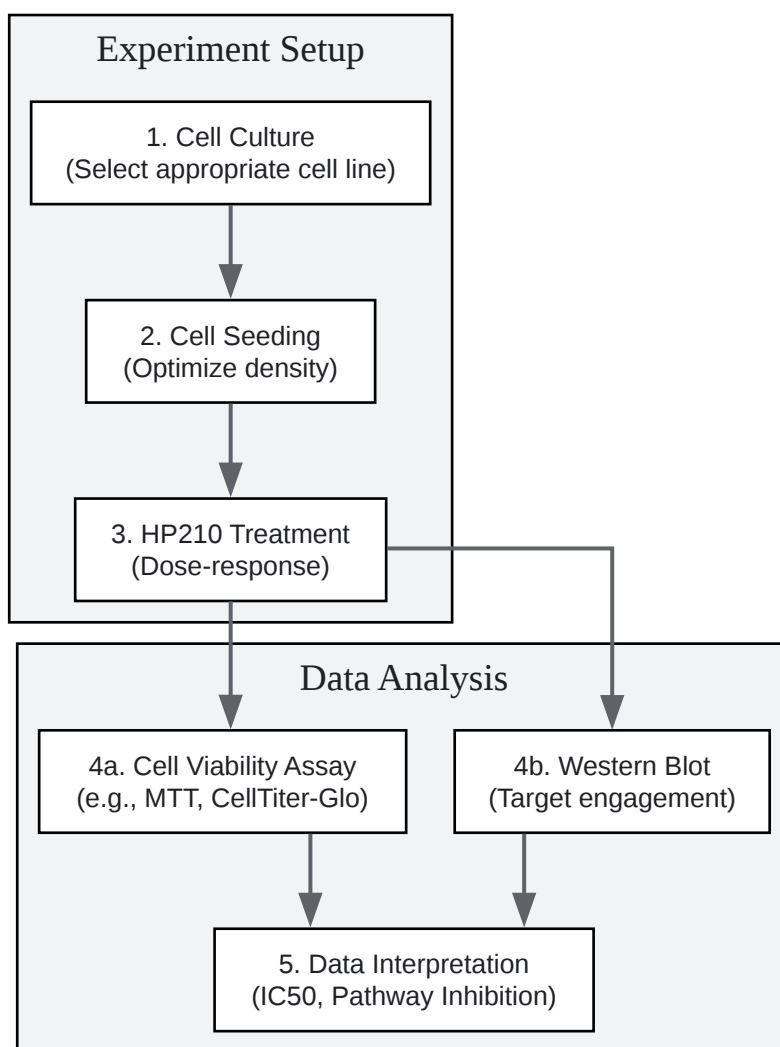 Experiment Setup
1. Cell Culture
(Select appropriate cell line)
2. Cell Seeding
(Optimize density)
3. HP210 Treatment
(Dose-response)
Data Analysis
4a. Cell Viability Assay
(e.g., MTT, CellTiter-Glo)
4b. Western Blot
(Target engagement)
5. Data Interpretation
(IC50, Pathway Inhibition)